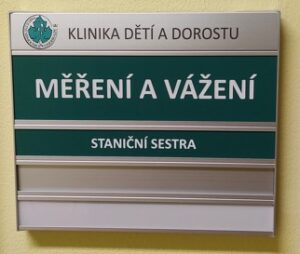 KLINIKA DĚTÍ A DOROSTU
MĚŘENÍ A VÁŽENÍ
STANIČNÍ SESTRA